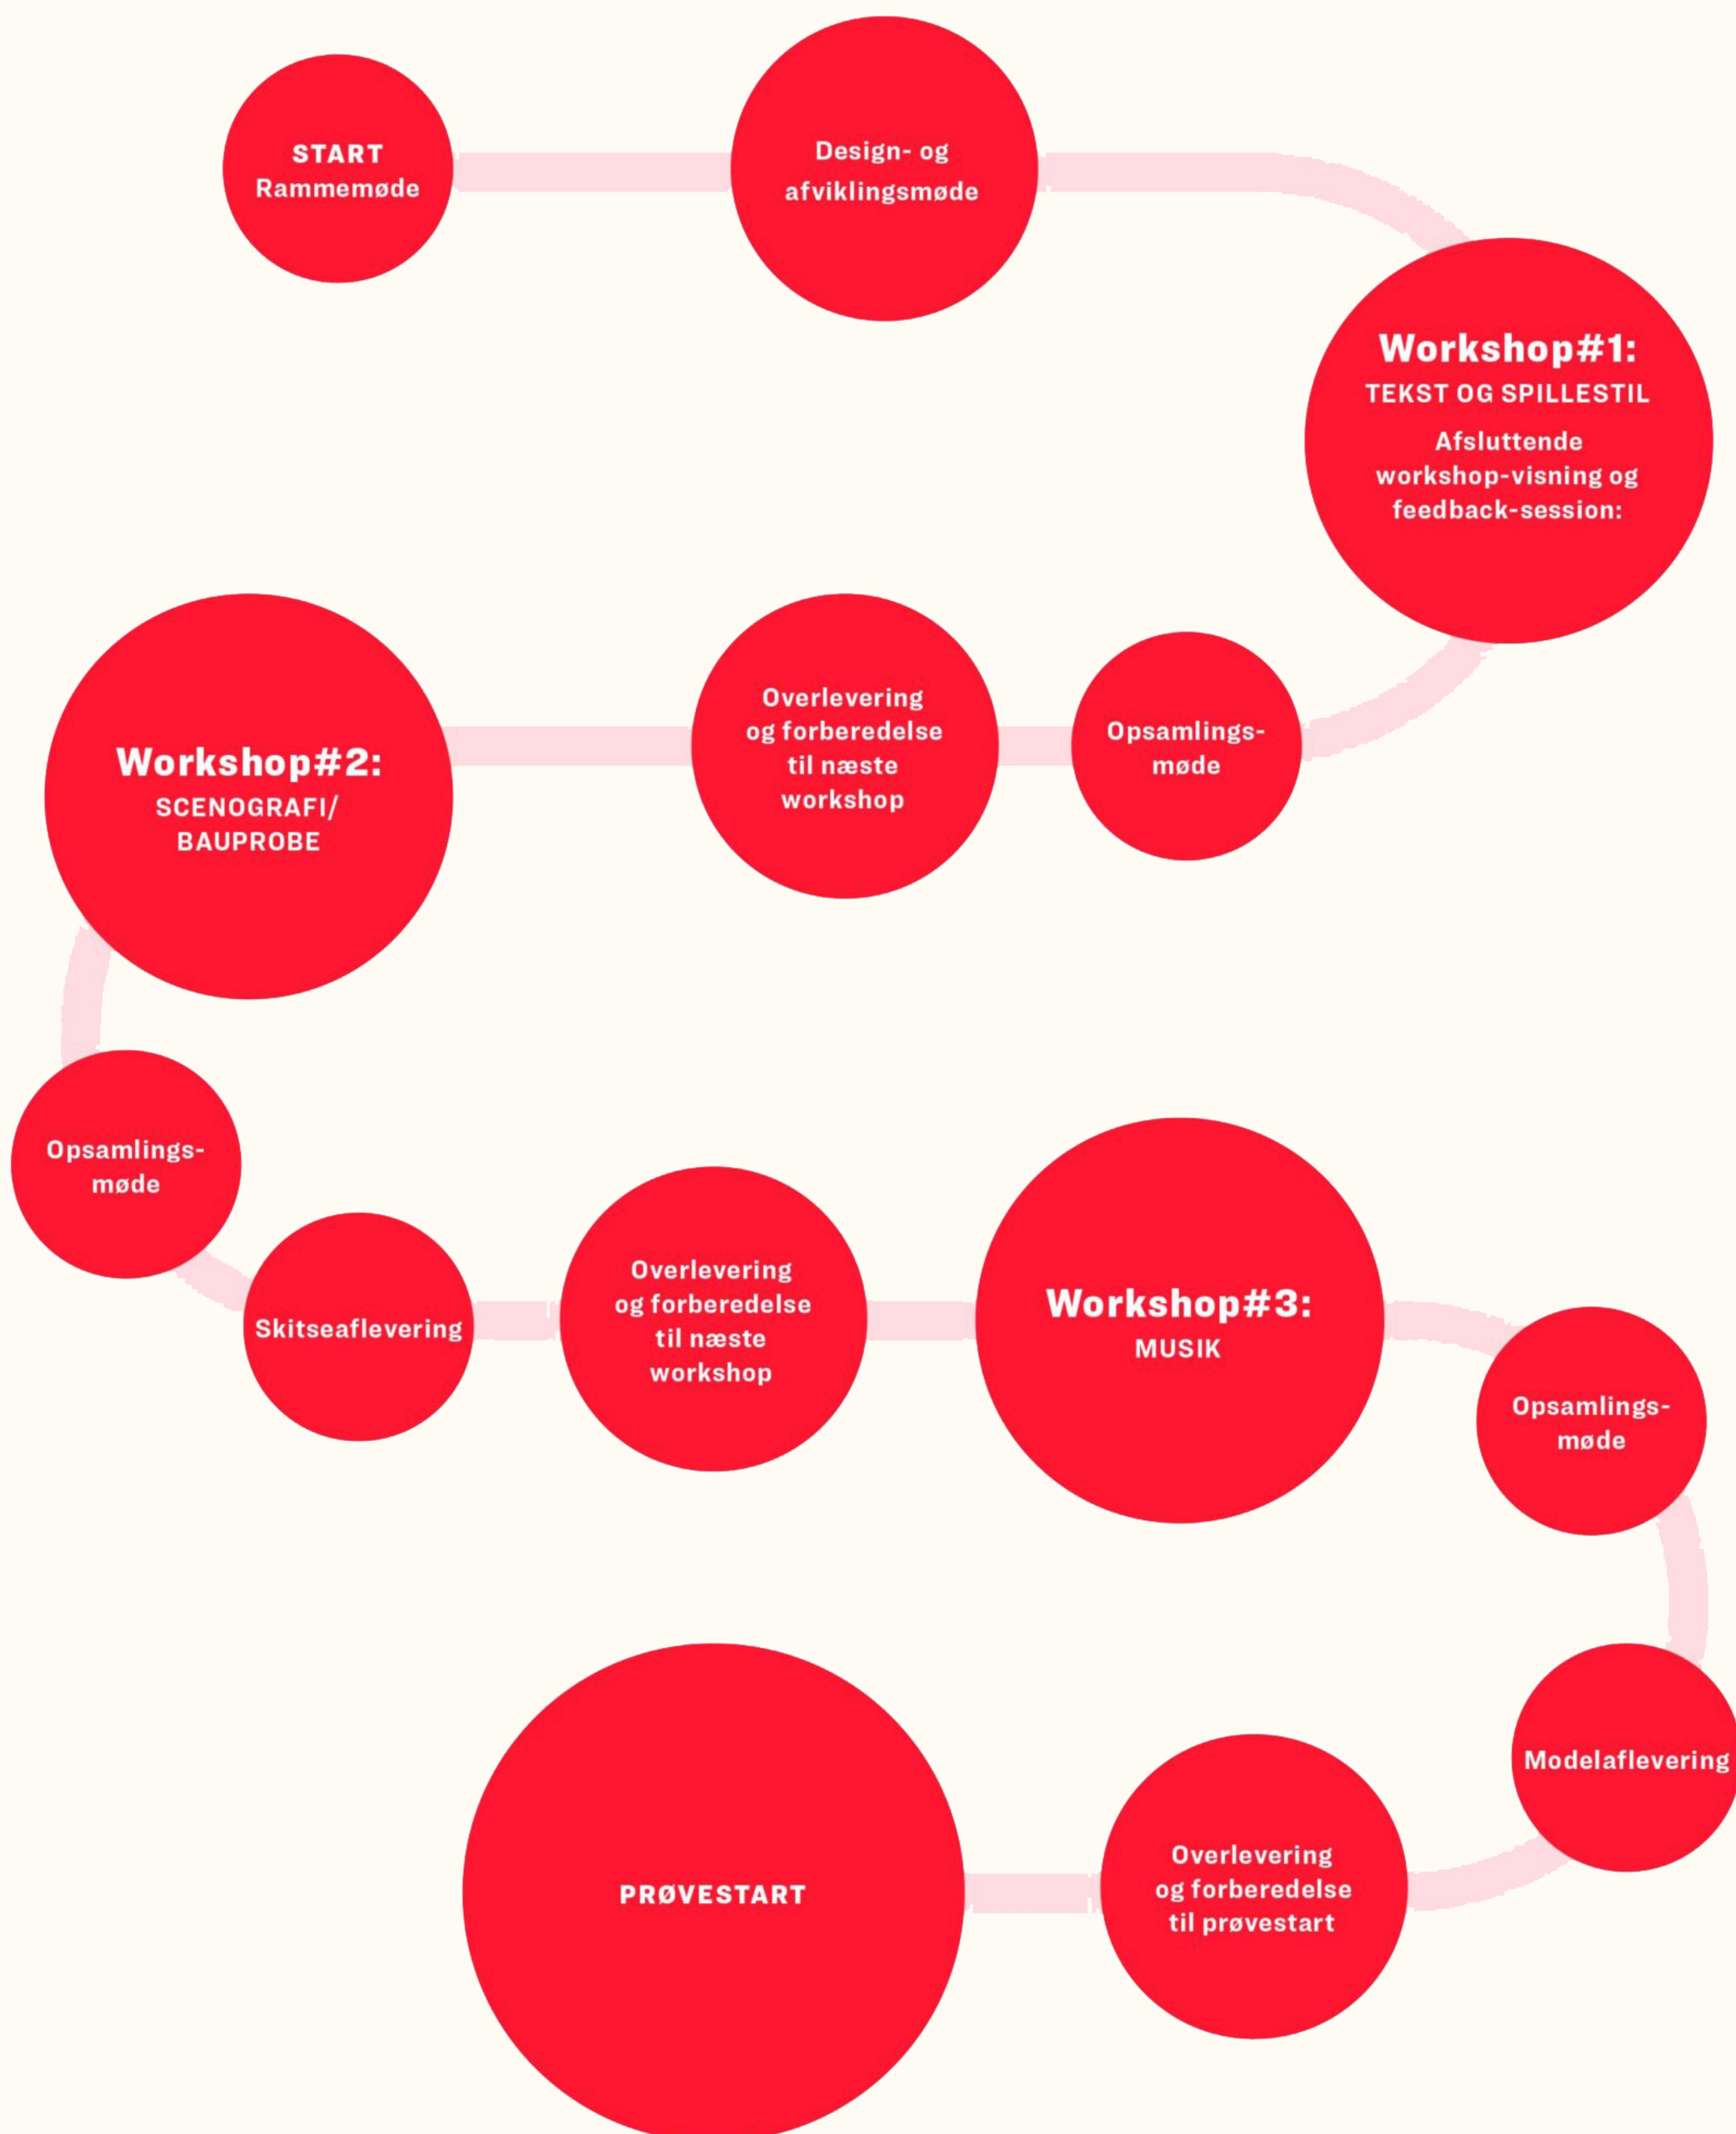 START
Rammemøde
Design- og
afviklingsmøde
Workshop#1:
TEKST OG SPILLESTIL
Afsluttende
workshop-visning og
feedback-session:
Opsamlings-
møde
Overlevering
og forberedelse
til næste
workshop
Workshop#2:
SCENOGRAFI/
BAUPROBE
Opsamlings-
møde
Skitseaflevering
Overlevering
og forberedelse
til næste
workshop
Workshop#3:
MUSIK
Opsamlings-
møde
Modelaflevering
Overlevering
og forberedelse
til prøvestart
PRØVESTART